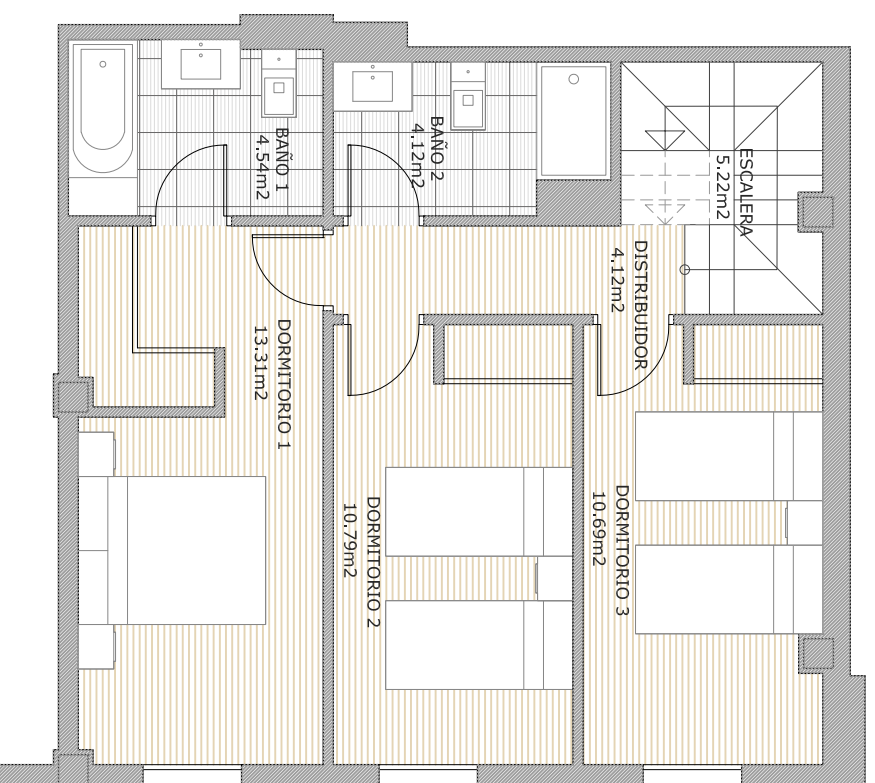 BAÑO 1
4.54m2
BAÑO 2
4.12m2
ESCALERA
5.22m2
DISTRIBUIDOR
4.12m2
DORMITORIO 1
13.31m2
DORMITORIO 2
10.79m2
DORMITORIO 3
10.69m2